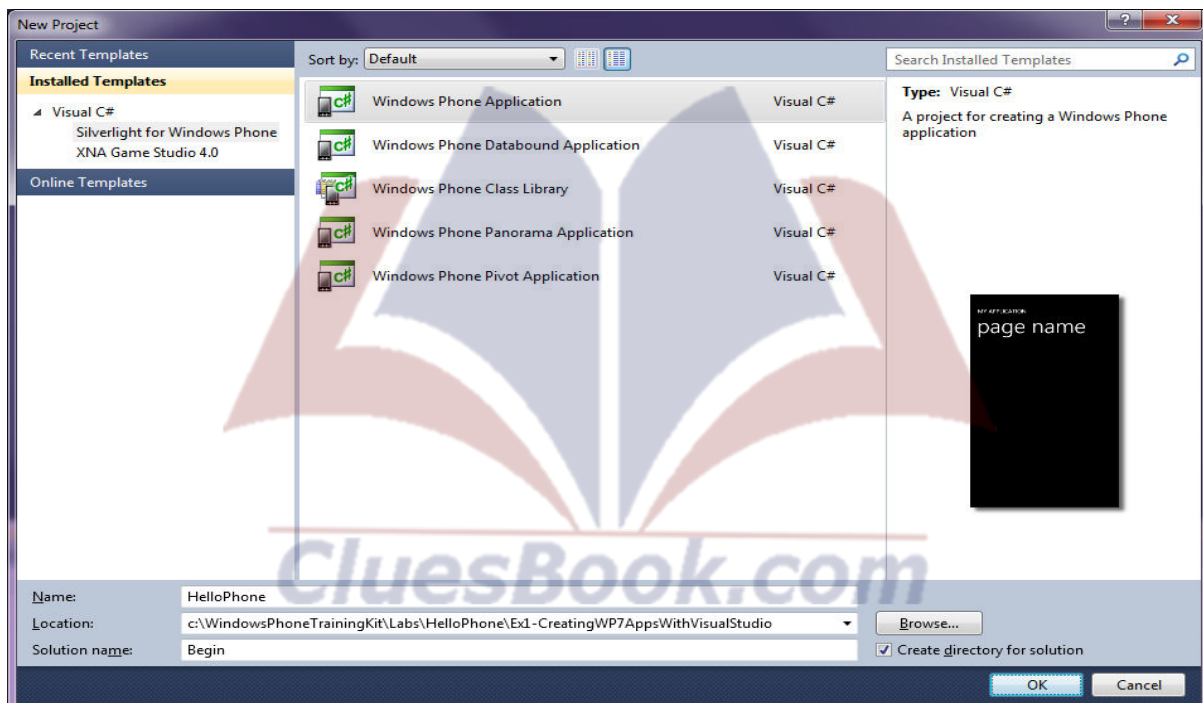 New Project
Recent Templates
Installed Templates
Visual C#
Silverlight for Windows Phone
XNA Game Studio 4.0
Online Templates
Sort by: Default
Windows Phone Application Visual C#
Windows Phone Databound Application Visual C#
Windows Phone Class Library Visual C#
Windows Phone Panorama Application Visual C#
Windows Phone Pivot Application Visual C#
Search Installed Templates
Type: Visual C#
A project for creating a Windows Phone
application
MY APPLICATION
page name
CluesBook.com
Name: HelloPhone
Location: c:\WindowsPhoneTrainingKit\Labs\HelloPhone\Ex1-CreatingWP7AppsWithVisualStudio Browse...
Solution name: Begin Create directory for solution
OK Cancel